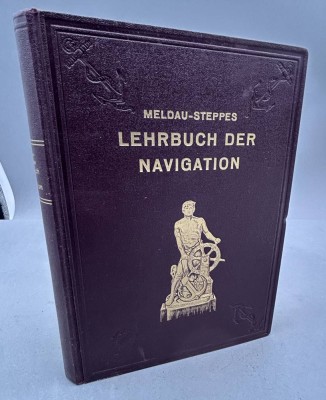 MELDAU-STEPPES
LEHRBUCH DER
NAVIGATION